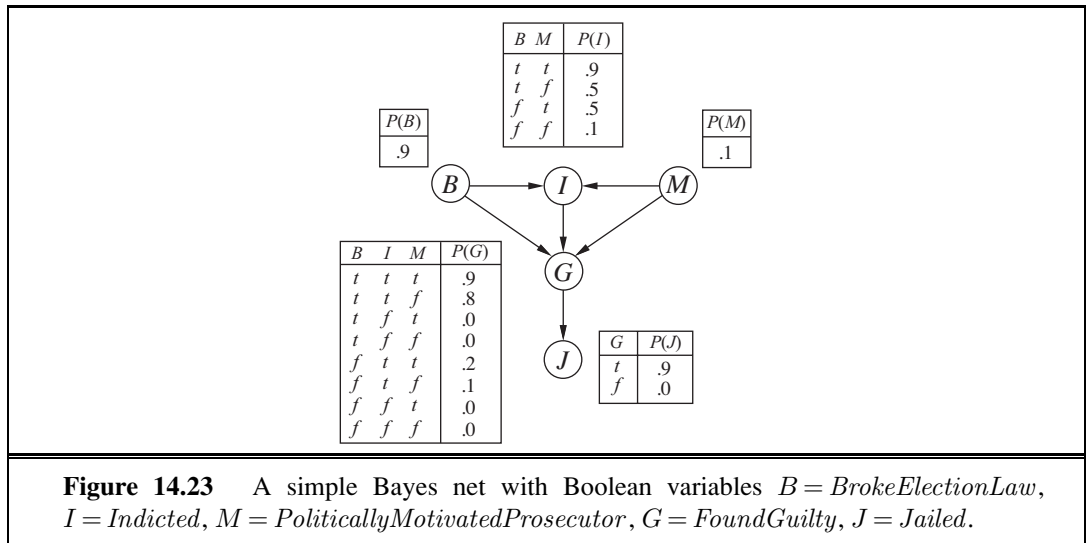 B M P(I)
t t .9
t f .5
f t .5
f f .1
P(B)
.9
P(M)
.1
B I M
B I M P(G)
t t t .9
t t f .8
t f t .0
t f f .0
f t t .2
f t f .1
f f t .0
f f f .0
G
J
G P(J)
t .9
f .0
Figure 14.23 A simple Bayes net with Boolean variables B = BrokeElectionLaw,
I = Indicted, M = PoliticallyMotivatedProsecutor, G = FoundGuilty, J = Jailed.